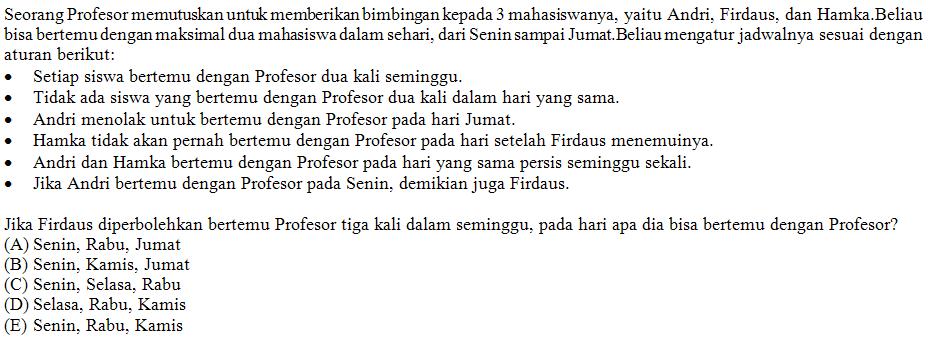 Seorang Profesor memutuskan untuk memberikan bimbingan kepada 3 mahasiswanya, yaitu Andri, Firdaus, dan Hamka.Beliau
bisa bertemu dengan maksimal dua mahasiswa dalam sehari, dari Senin sampai Jumat.Beliau mengatur jadwalnya sesuai dengan
aturan berikut:
• Setiap siswa bertemu dengan Profesor dua kali seminggu.
• Tidak ada siswa yang bertemu dengan Profesor dua kali dalam hari yang sama.
• Andri menolak untuk bertemu dengan Profesor pada hari Jumat.
• Hamka tidak akan pernah bertemu dengan Profesor pada hari setelah Firdaus menemuinya.
• Andri dan Hamka bertemu dengan Profesor pada hari yang sama persis seminggu sekali.
• Jika Andri bertemu dengan Profesor pada Senin, demikian juga Firdaus.
Jika Firdaus diperbolehkan bertemu Profesor tiga kali dalam seminggu, pada hari apa dia bisa bertemu dengan Profesor?
(A) Senin, Rabu, Jumat
(B) Senin, Kamis, Jumat
(C) Senin, Selasa, Rabu
(D) Selasa, Rabu, Kamis
(E) Senin, Rabu, Kamis